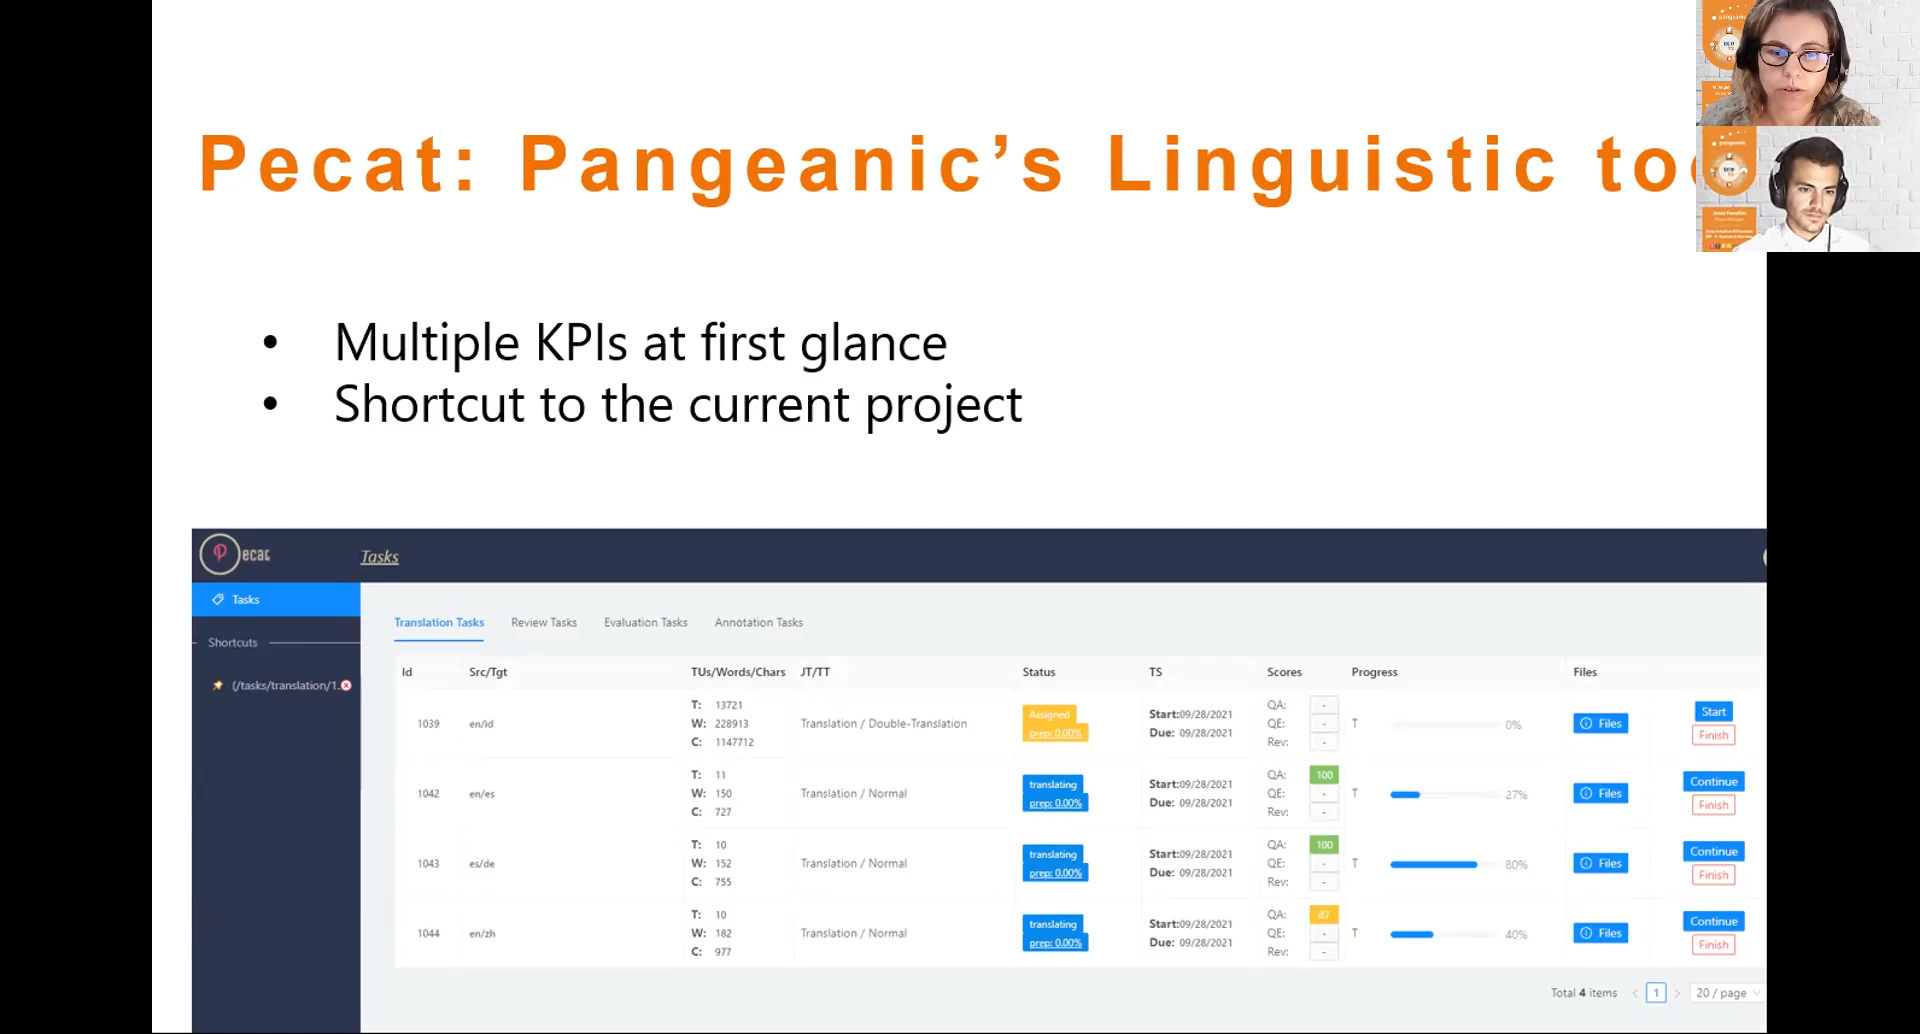 Pecat: Pangeanic’s Linguistic too
• Multiple KPIs at first glance
• Shortcut to the current project
Pecat
Tasks
Tasks
Shortcuts
(/tasks/translation/1.
Translation Tasks Review Tasks Evaluation Tasks Annotation Tasks
Id Src/Tgt TUs/Words/Chars JT/TT Status TS Scores Progress Files
1039 en/id T: 13721 W: 228913 C: 1147712 Translation / Double-Translation Assigned prep: 0.00% Start:09/28/2021 Due: 09/28/2021 QA: - QE: - Rev: - T 0% Files Start Finish
1042 en/es T: 11 W: 150 C: 727 Translation / Normal translating prep: 0.00% Start:09/28/2021 Due: 09/28/2021 QA: 100 QE: - Rev: - T 27% Files Continue Finish
1043 es/de T: 10 W: 152 C: 755 Translation / Normal translating prep: 0.00% Start:09/28/2021 Due: 09/28/2021 QA: 100 QE: - Rev: - T 80% Files Continue Finish
1044 en/zh T: 10 W: 182 C: 977 Translation / Normal translating prep: 0.00% Start:09/28/2021 Due: 09/28/2021 QA: 87 QE: - Rev: - T 40% Files Continue Finish
Total 4 items < 1 > 20 / page
pangeanic